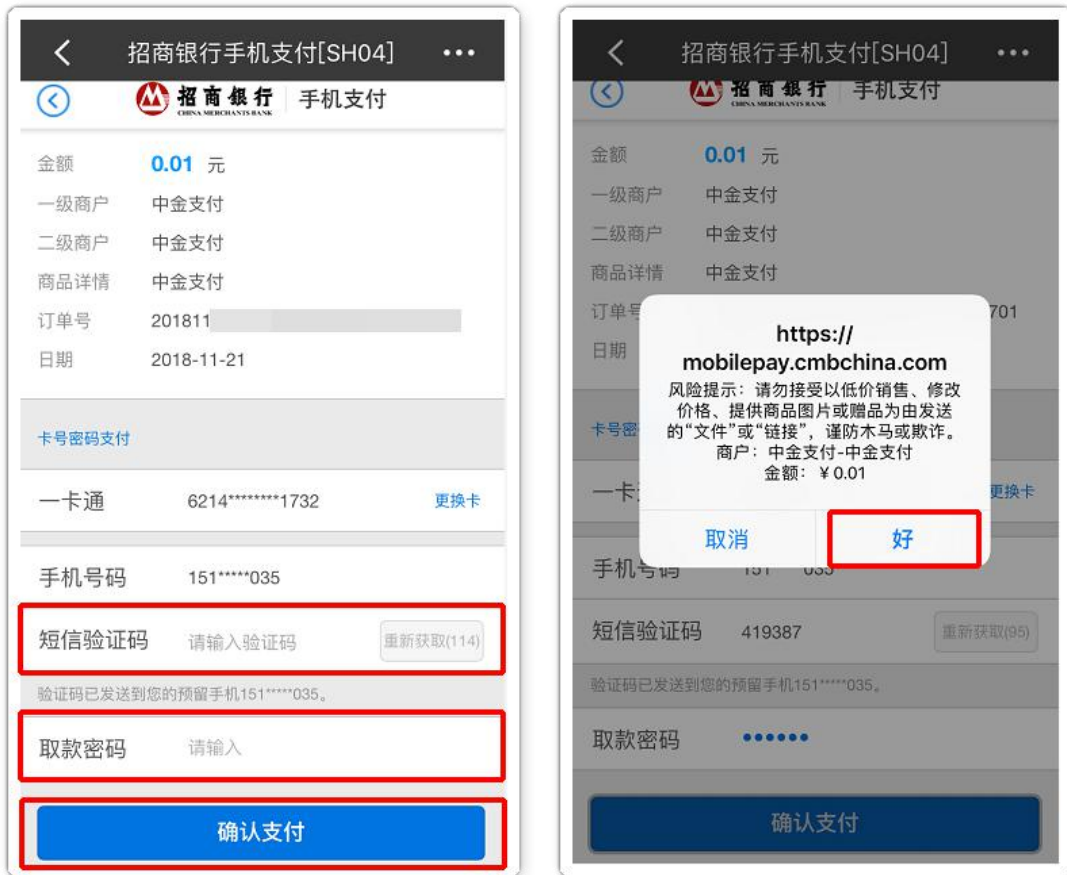 招商银行手机支付[SH04]
招商银行 手机支付
CHINA MERCHANTS BANK
金额 0.01 元
一级商户 中金支付
二级商户 中金支付
商品详情 中金支付
订单号 201811
日期 2018-11-21
卡号密码支付
一卡通 6214********1732 更换卡
手机号码 151*****035
短信验证码 请输入验证码 重新获取(114)
验证码已发送到您的预留手机151*****035。
取款密码 请输入
确认支付
招商银行手机支付[SH04]
招商银行 手机支付
CHINA MERCHANTS BANK
金额 0.01 元
一级商户 中金支付
二级商户 中金支付
商品详情 中金支付
订单号 701
日期
https://
mobilepay.cmbchina.com
风险提示：请勿接受以低价销售、修改
价格、提供商品图片或赠品为由发送
的“文件”或“链接”，谨防木马或欺诈。
商户：中金支付-中金支付
金额：￥0.01
取消 好
卡号密
一卡 更换卡
手机号码 151 035
短信验证码 419387 重新获取(95)
验证码已发送到您的预留手机151*****035。
取款密码 ••••••
确认支付